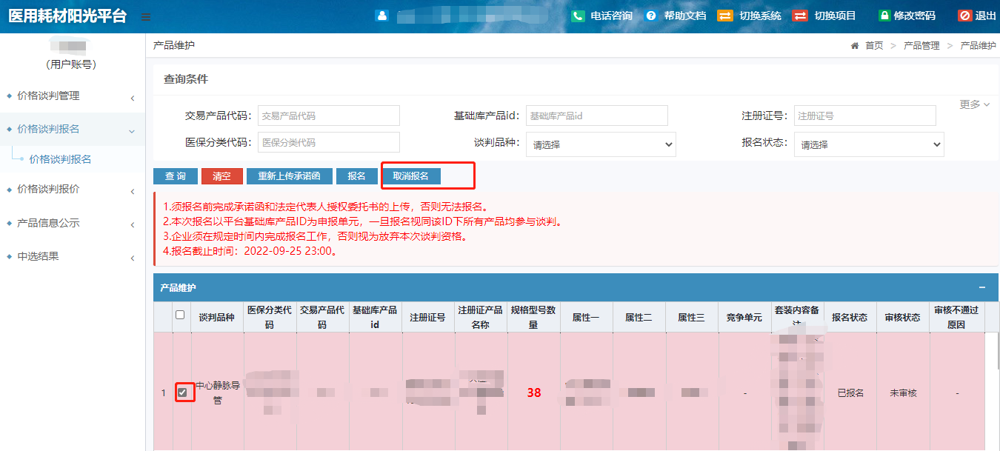 医用耗材阳光平台
电话咨询 帮助文档 切换系统 切换项目 修改密码 退出
(用户账号)
价格谈判管理
价格谈判报名
价格谈判报名
价格谈判报价
产品信息公示
中选结果
产品维护
首页 > 产品管理 > 产品维护
查询条件
更多
交易产品代码： 交易产品代码 基础库产品id： 基础库产品id 注册证号： 注册证号
医保分类代码： 医保分类代码 谈判品种： 请选择 报名状态： 请选择
查 询 清空 重新上传承诺函 报名 取消报名
1.须报名前完成承诺函和法定代表人授权委托书的上传，否则无法报名。
2.本次报名以平台基础库产品ID为申报单元，一旦报名视同该ID下所有产品均参与谈判。
3.企业须在规定时间内完成报名工作，否则视为放弃本次谈判资格。
4.报名截止时间：2022-09-25 23:00。
产品维护
谈判品种 医保分类代码 交易产品代码 基础库产品id 注册证号 注册证产品名称 规格型号数量 属性一 属性二 属性三 竞争单元 套装内容备注 报名状态 审核状态 审核不通过原因
1 中心静脉导管 38 - 已报名 未审核 -